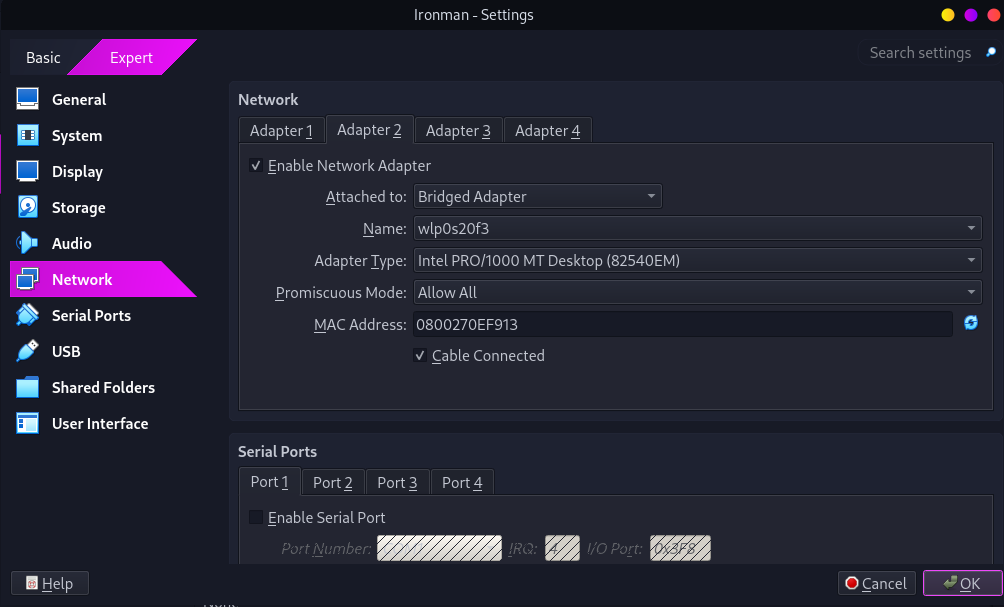 Ironman - Settings
Basic
Expert
Search settings
General
System
Display
Storage
Audio
Network
Serial Ports
USB
Shared Folders
User Interface
Network
Adapter 1 Adapter 2 Adapter 3 Adapter 4
Enable Network Adapter
Attached to: Bridged Adapter
Name: wlp0s20f3
Adapter Type: Intel PRO/1000 MT Desktop (82540EM)
Promiscuous Mode: Allow All
MAC Address: 0800270EF913
Cable Connected
Serial Ports
Port 1 Port 2 Port 3 Port 4
Enable Serial Port
Port Number: IRQ: 4 I/O Port: 0x3F8
Help
Cancel
OK